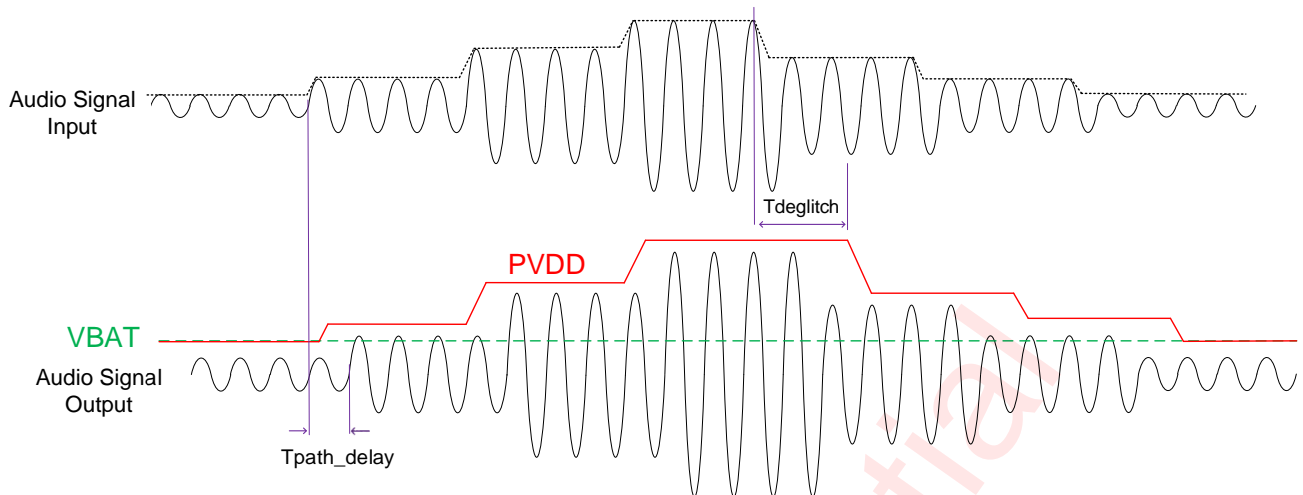 Audio Signal
Input
Tdeglitch
PVDD
VBAT
Audio Signal
Output
Tpath_delay